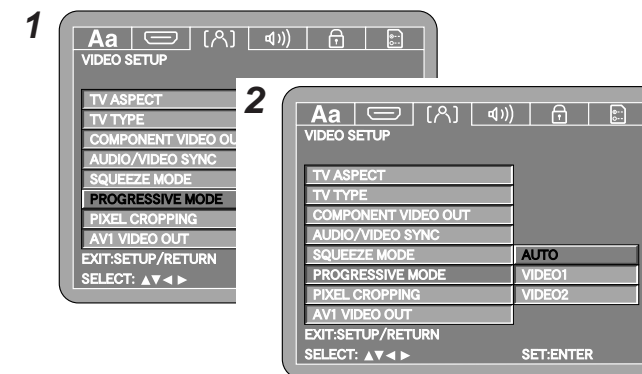 1
Aa
VIDEO SETUP
TV ASPECT
TV TYPE
COMPONENT VIDEO OU
AUDIO/VIDEO SYNC
SQUEEZE MODE
PROGRESSIVE MODE
PIXEL CROPPING
AV1 VIDEO OUT
EXIT:SETUP/RETURN
SELECT: ▲▼◄ ►
2
Aa
VIDEO SETUP
TV ASPECT
TV TYPE
COMPONENT VIDEO OUT
AUDIO/VIDEO SYNC
SQUEEZE MODE AUTO
PROGRESSIVE MODE VIDEO1
PIXEL CROPPING VIDEO2
AV1 VIDEO OUT
EXIT:SETUP/RETURN
SELECT: ▲▼◄ ► SET:ENTER